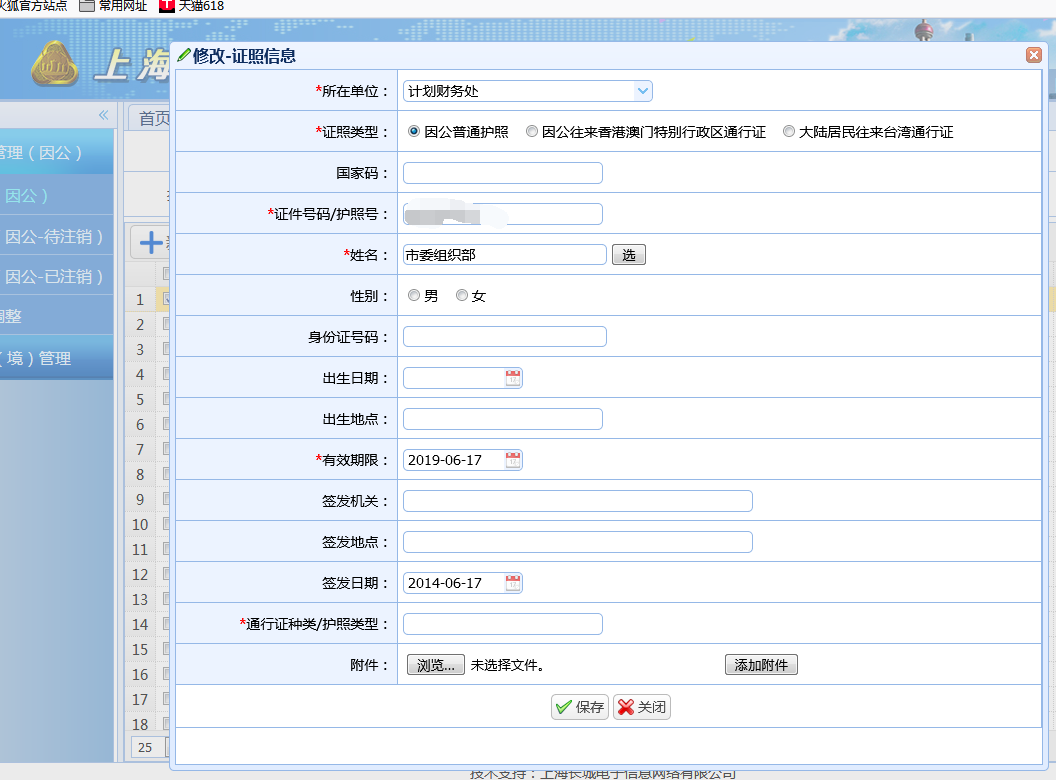 火狐官方站点 常用网址 天猫618
上海
修改-证照信息
*所在单位： 计划财务处
*证照类型： 因公普通护照 因公往来香港澳门特别行政区通行证 大陆居民往来台湾通行证
国家码：
*证件号码/护照号：
*姓名： 市委组织部 选
性别： 男 女
身份证号码：
出生日期：
出生地点：
*有效期限： 2019-06-17
签发机关：
签发地点：
签发日期： 2014-06-17
*通行证种类/护照类型：
附件： 浏览... 未选择文件。 添加附件
保存 关闭
«
首页
管理（因公）
因公）
因公-待注销）
因公-已注销）
调整
（境）管理
1
2
3
4
5
6
7
8
9
10
11
12
13
14
15
16
17
18
25
技术支持：上海长城电子信息网络有限公司